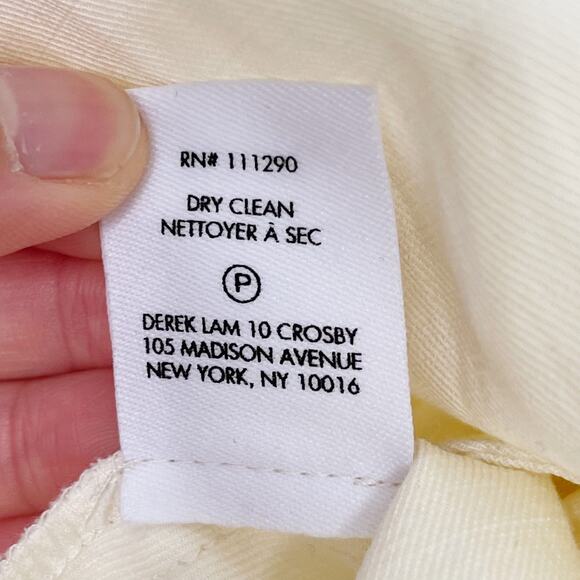 RN# 111290
DRY CLEAN
NETTOYER À SEC
P
DEREK LAM 10 CROSBY
105 MADISON AVENUE
NEW YORK, NY 10016